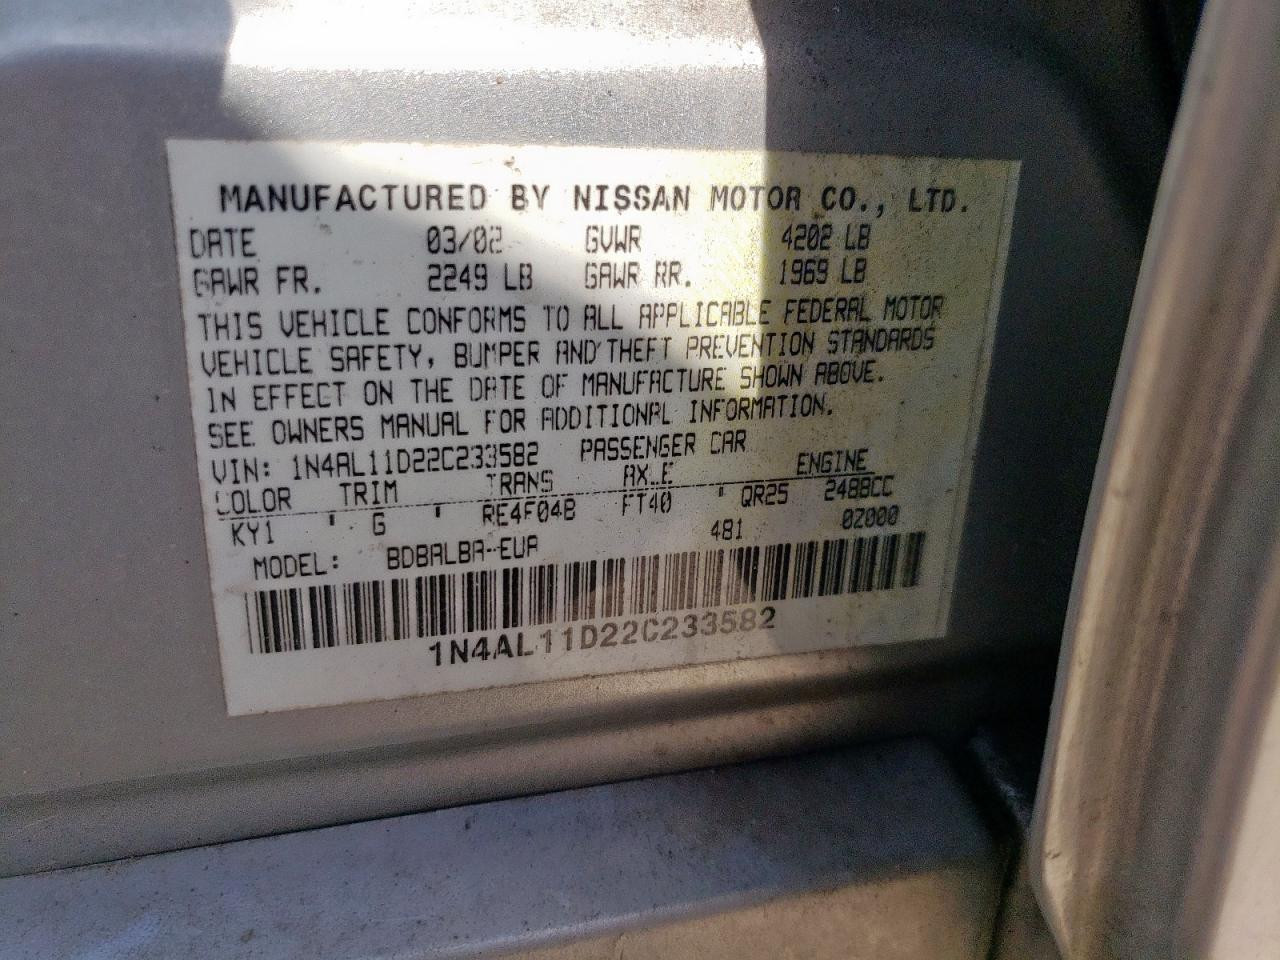 MANUFACTURED BY NISSAN MOTOR CO., LTD.
DATE 03/02 GVWR 4202 LB
GAWR FR. 2249 LB GAWR RR. 1969 LB
THIS VEHICLE CONFORMS TO ALL APPLICABLE FEDERAL MOTOR
VEHICLE SAFETY, BUMPER AND THEFT PREVENTION STANDARDS
IN EFFECT ON THE DATE OF MANUFACTURE SHOWN ABOVE.
SEE OWNERS MANUAL FOR ADDITIONAL INFORMATION.
VIN: 1N4AL11D22C233582 PASSENGER CAR
COLOR TRIM TRANS AXLE ENGINE
KY1 ' G ' RE4F04B FT40 ' QR25 2488CC
MODEL: BDBALBA-EUA 481 0Z000
1N4AL11D22C233582